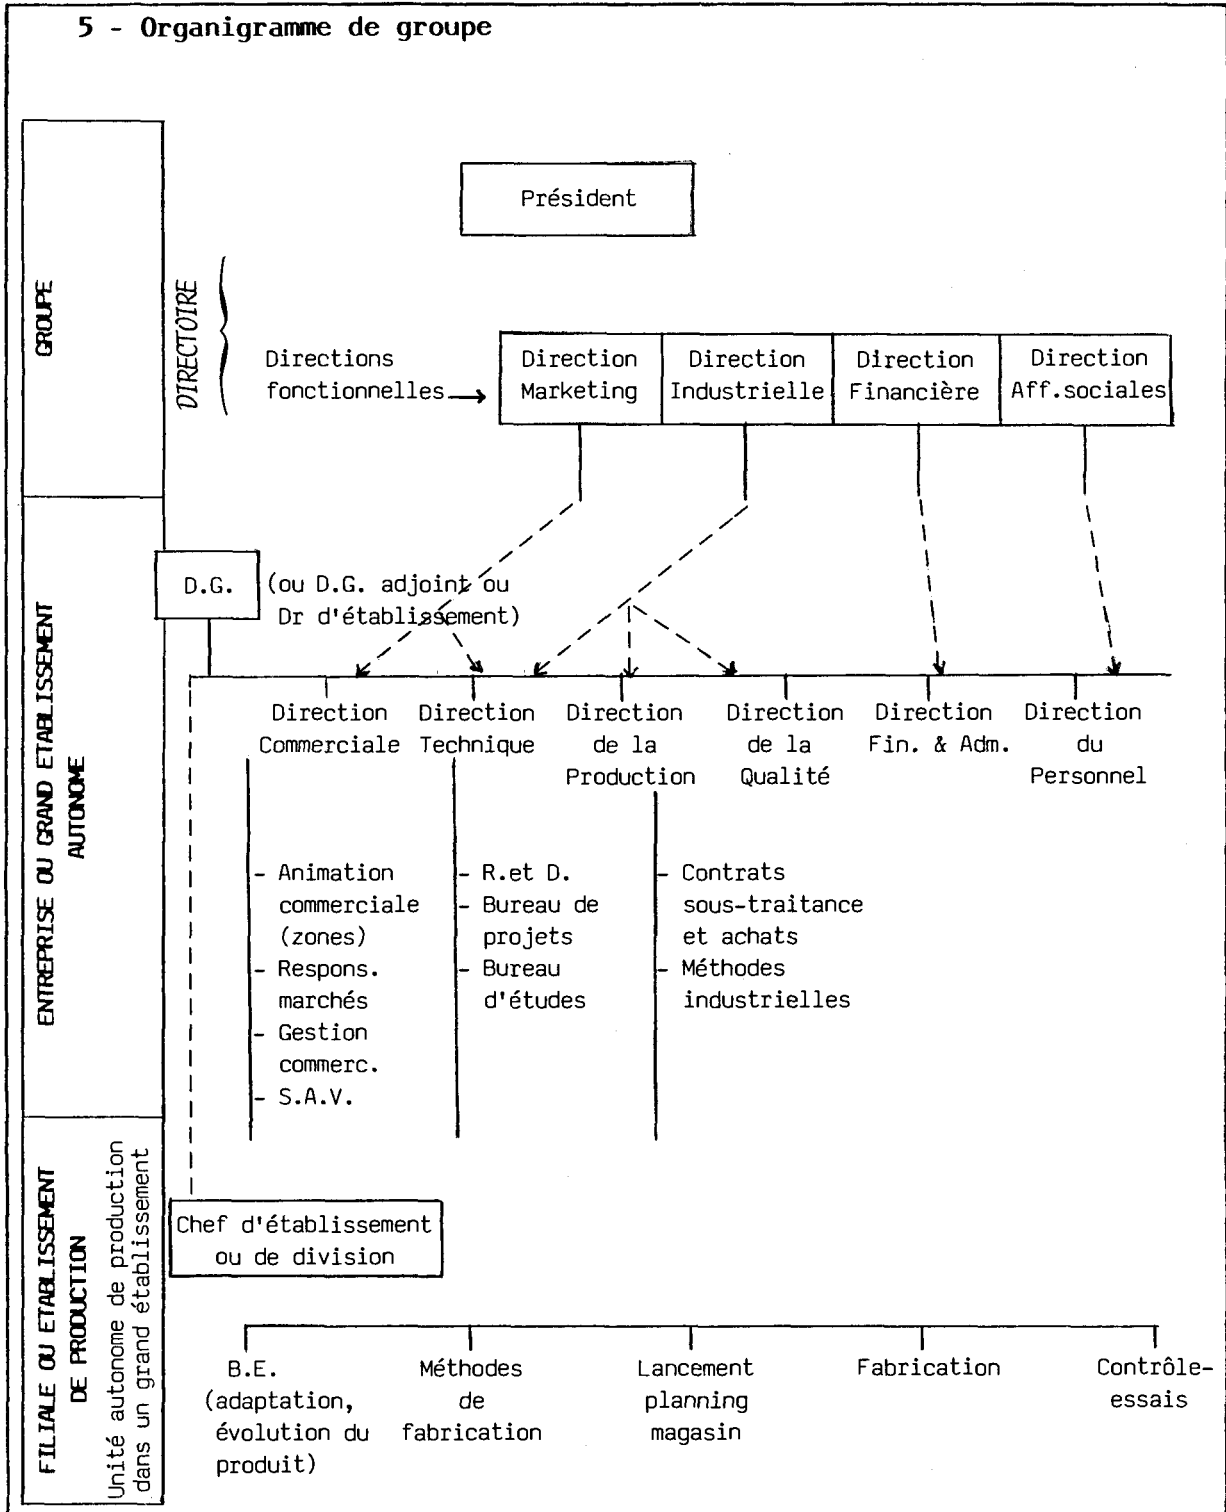 5 - Organigramme de groupe
GROUPE
DIRECTOIRE
Président
Directions
fonctionnelles
Direction
Marketing
Direction
Industrielle
Direction
Financière
Direction
Aff.sociales
ENTREPRISE OU GRAND ETABLISSEMENT
AUTONOME
D.G.
(ou D.G. adjoint ou
Dr d'établissement)
Direction
Commerciale
Direction
Technique
Direction
de la
Production
Direction
de la
Qualité
Direction
Fin. & Adm.
Direction
du
Personnel
- Animation
commerciale
(zones)
- Respons.
marchés
- Gestion
commerc.
- S.A.V.
- R.et D.
- Bureau de
projets
- Bureau
d'études
- Contrats
sous-traitance
et achats
- Méthodes
industrielles
FILIALE OU ETABLISSEMENT
DE PRODUCTION
Unité autonome de production
dans un grand établissement
Chef d'établissement
ou de division
B.E.
(adaptation,
évolution du
produit)
Méthodes
de
fabrication
Lancement
planning
magasin
Fabrication
Contrôle-
essais